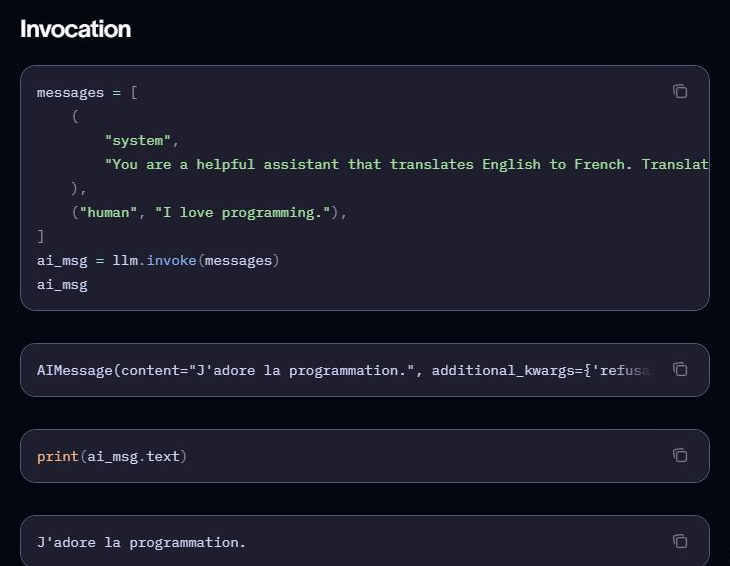 Invocation
messages = [
    (
        "system",
        "You are a helpful assistant that translates English to French. Translat
    ),
    ("human", "I love programming."),
]
ai_msg = llm.invoke(messages)
ai_msg
AIMessage(content="J'adore la programmation.", additional_kwargs={'refusa
print(ai_msg.text)
J'adore la programmation.